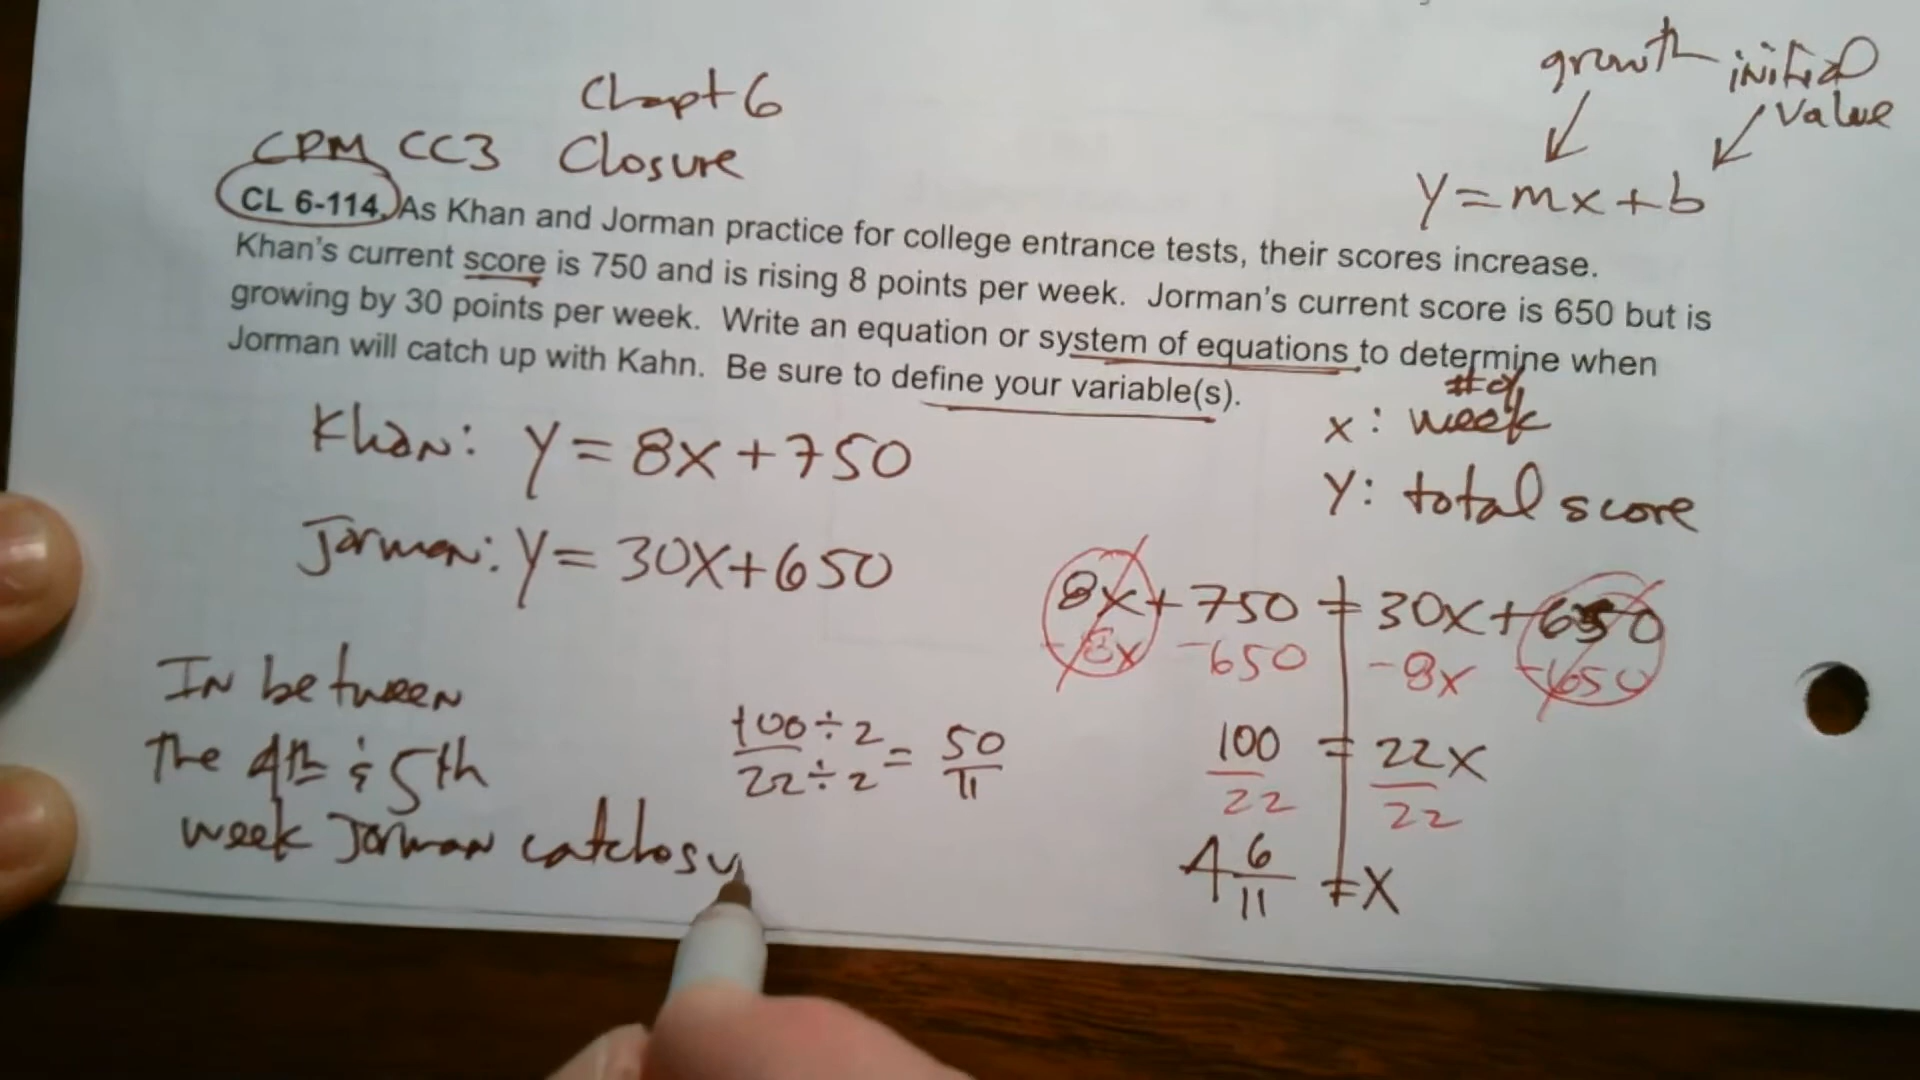 growth initial
value
y=mx+b
Chapt 6
CPM CC3 Closure
CL 6-114. As Khan and Jorman practice for college entrance tests, their scores increase.
Khan's current score is 750 and is rising 8 points per week. Jorman's current score is 650 but is
growing by 30 points per week. Write an equation or system of equations to determine when
Jorman will catch up with Kahn. Be sure to define your variable(s).
# of
x: week
Y: total score
Khan: y=8x+750
Jorman: y=30x+650
8x+750=30x+650
-8x -650 -8x -650
100 = 22x
22 22
4 6/11 = x
100÷2 = 50
22÷2 11
In between
the 4th & 5th
week Jorman catches u